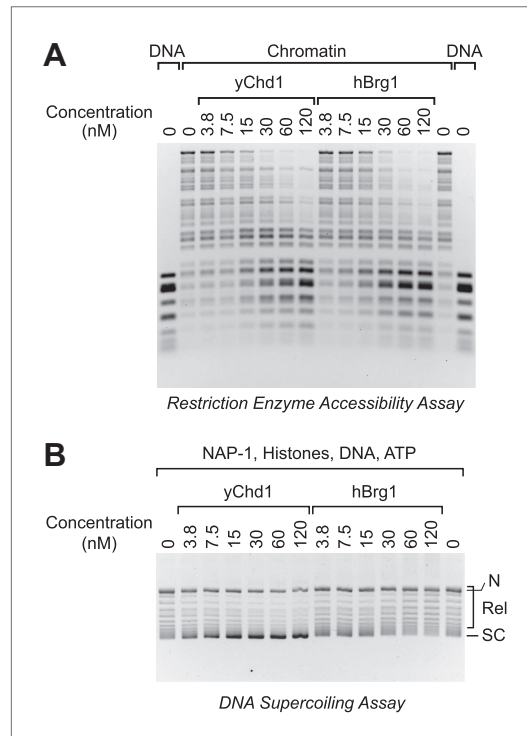 A
DNA Chromatin DNA
yChd1 hBrg1
Concentration
(nM)
0 0 3.8 7.5 15 30 60 120 3.8 7.5 15 30 60 120 0 0
Restriction Enzyme Accessibility Assay
B
NAP-1, Histones, DNA, ATP
yChd1 hBrg1
Concentration
(nM)
0 3.8 7.5 15 30 60 120 3.8 7.5 15 30 60 120 0
N
Rel
SC
DNA Supercoiling Assay